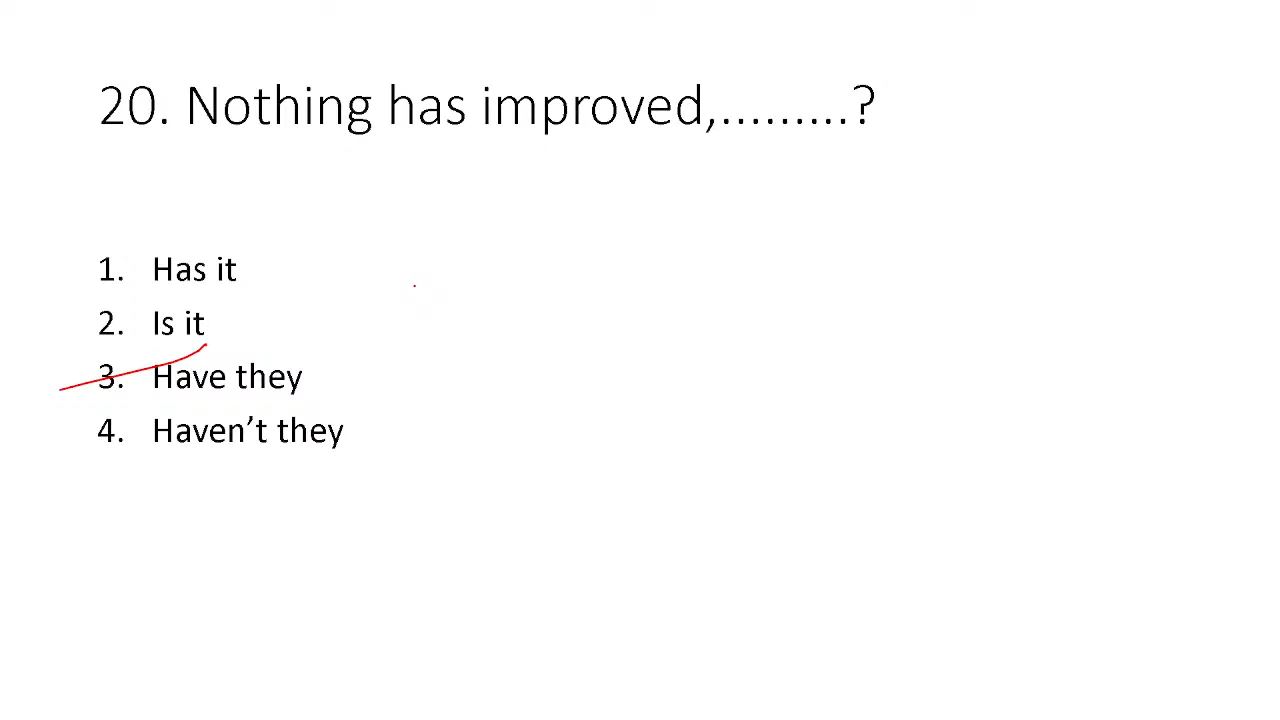 20. Nothing has improved,.........?
1. Has it
2. Is it
3. Have they
4. Haven’t they